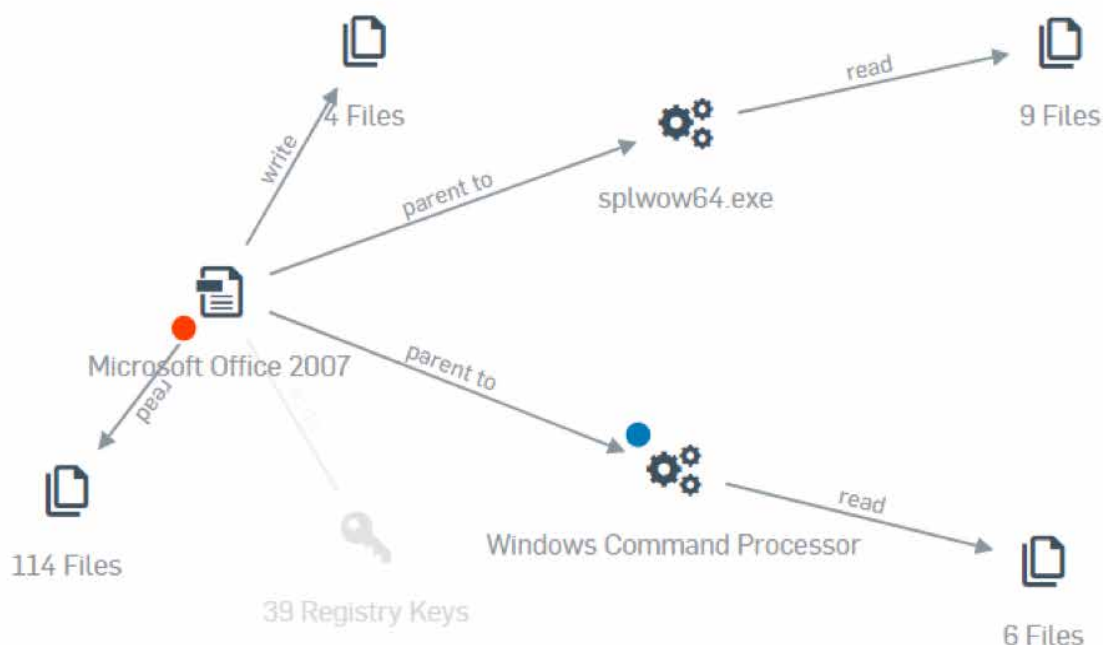 4 Files
write
read
9 Files
splwow64.exe
parent to
Microsoft Office 2007
read
parent to
114 Files
Windows Command Processor
read
39 Registry Keys
6 Files